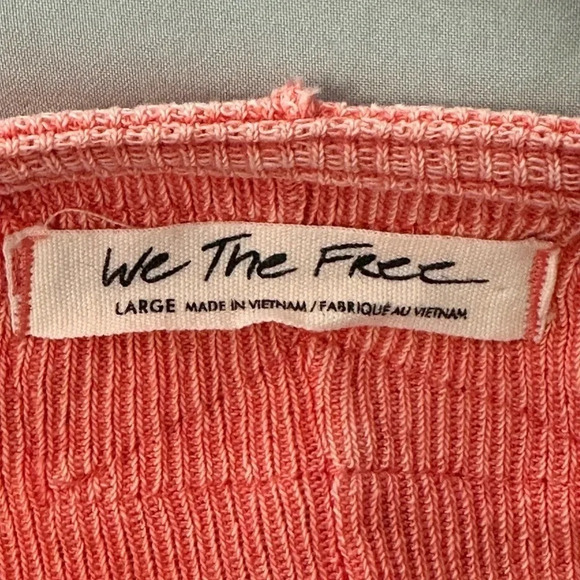 We The Free
LARGE MADE IN VIETNAM / FABRIQUÉ AU VIETNAM